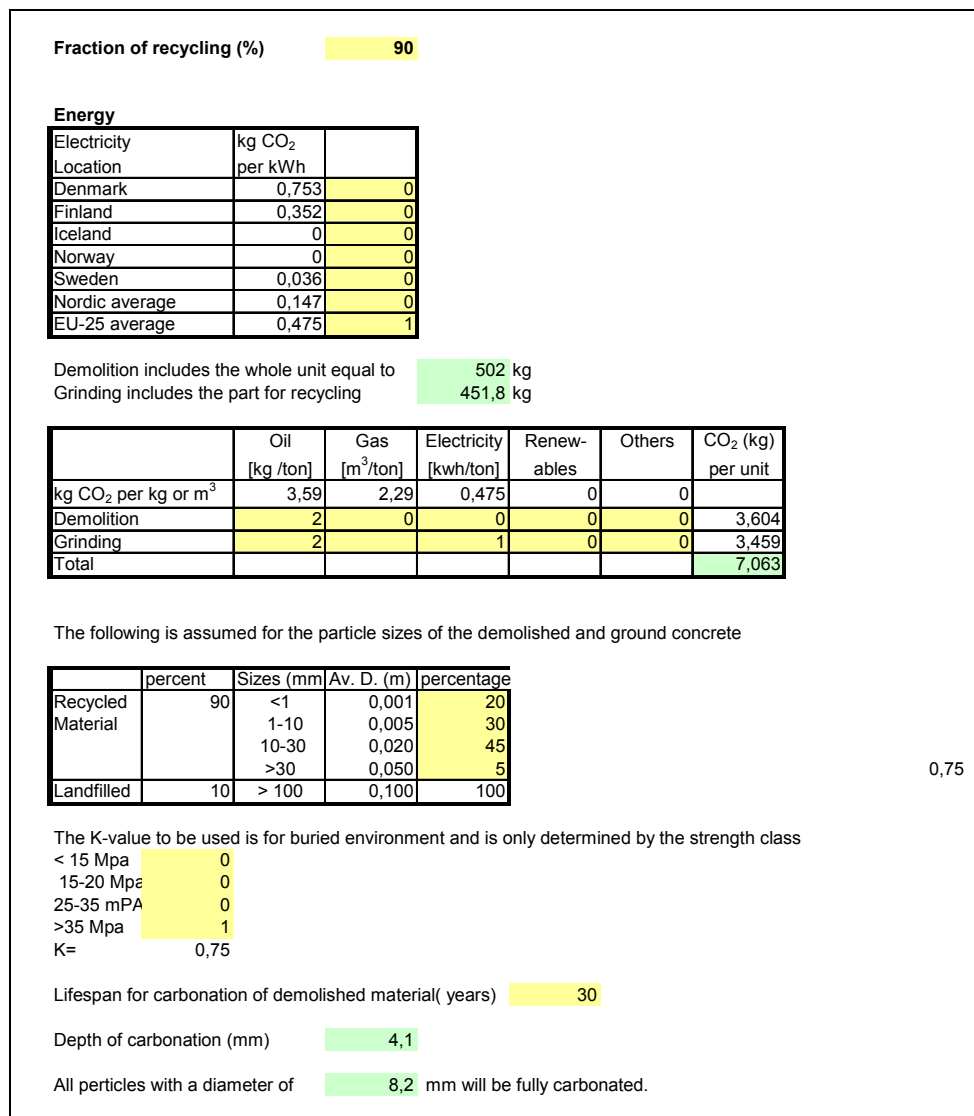 Fraction of recycling (%) 90
Energy
Electricity kg CO₂
Location per kWh
Denmark 0,753 0
Finland 0,352 0
Iceland 0 0
Norway 0 0
Sweden 0,036 0
Nordic average 0,147 0
EU-25 average 0,475 1
Demolition includes the whole unit equal to 502 kg
Grinding includes the part for recycling 451,8 kg
Oil Gas Electricity Renew- Others CO₂ (kg)
[kg /ton] [m³/ton] [kwh/ton] ables per unit
kg CO₂ per kg or m³ 3,59 2,29 0,475 0 0
Demolition 2 0 0 0 0 3,604
Grinding 2 1 0 0 3,459
Total 7,063
The following is assumed for the particle sizes of the demolished and ground concrete
percent Sizes (mm Av. D. (m) percentage
Recycled 90 <1 0,001 20
Material 1-10 0,005 30
10-30 0,020 45
>30 0,050 5 0,75
Landfilled 10 > 100 0,100 100
The K-value to be used is for buried environment and is only determined by the strength class
< 15 Mpa 0
15-20 Mpa 0
25-35 mPA 0
>35 Mpa 1
K= 0,75
Lifespan for carbonation of demolished material( years) 30
Depth of carbonation (mm) 4,1
All perticles with a diameter of 8,2 mm will be fully carbonated.